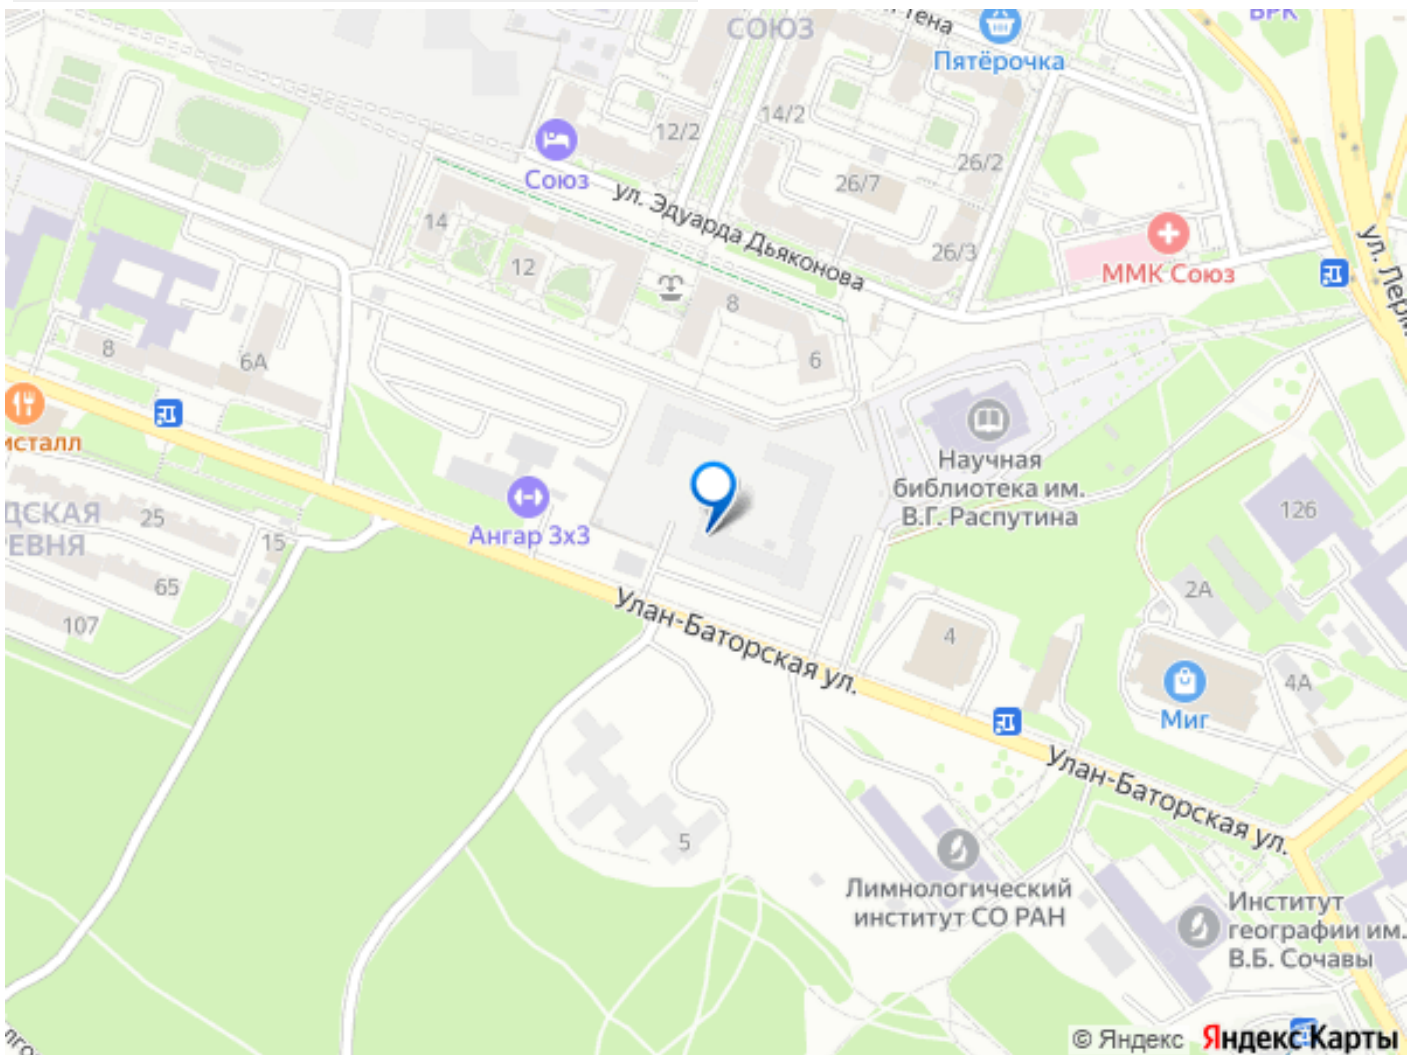 СОЮЗ
ВРК
Пятёрочка
14/2
12/2
26/2
26/7
Союз
ул. Эдуарда Дьяконова
14
12
26/3
ММК Союз
8
6
8
6А
Научная
библиотека им.
В.Г. Распутина
Ангар 3х3
126
25
15
65
107
Улан-Баторская ул.
4
2А
4А
Миг
Улан-Баторская ул.
5
Лимнологический
институт СО РАН
Институт
географии им.
В.Б. Сочавы
© Яндекс Яндекс Карты